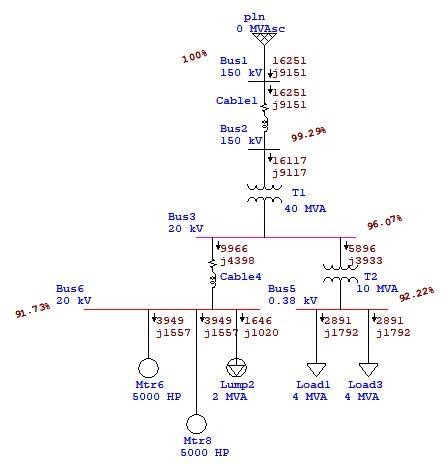 pln
0 MVAsc
100%
Bus1
150 kV
16251
j9151
16251
j9151
Cable1
Bus2
150 kV
99.29%
16117
j9117
T1
40 MVA
Bus3
20 kV
96.07%
9966
j4398
5896
j3933
Cable4
T2
10 MVA
91.73%
Bus6
20 kV
Bus5
0.38 kV
92.22%
3949
j1557
3949
j1557
1646
j1020
2891
j1792
2891
j1792
Mtr6
5000 HP
Lump2
2 MVA
Load1
4 MVA
Load3
4 MVA
Mtr8
5000 HP